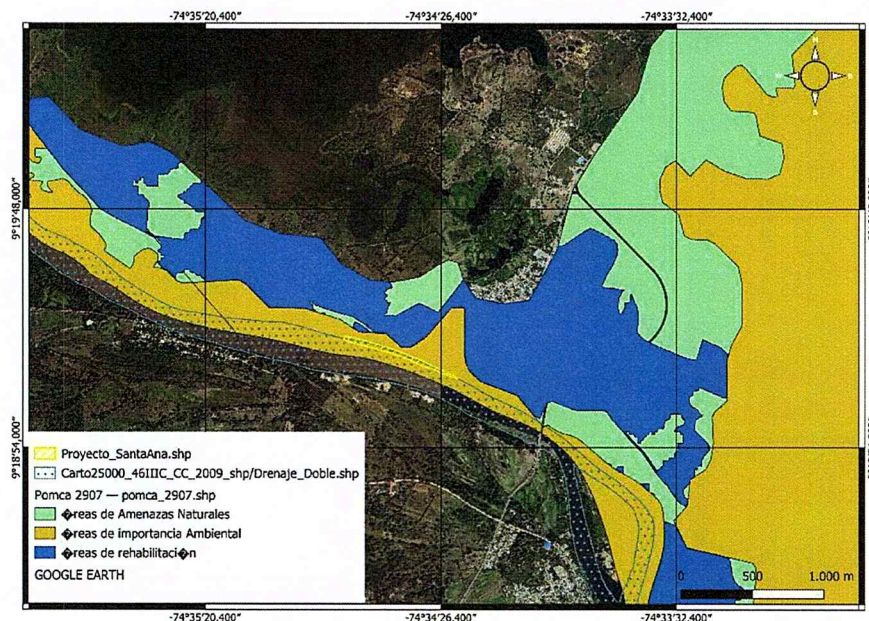 -74°35'20,400" -74°34'26,400" -74°33'32,400"
9°19'48,000"
9°18'54,000"
Proyecto_SantaAna.shp
Carto25000_46IIIC_CC_2009_shp/Drenaje_Doble.shp
Pomca 2907 — pomca_2907.shp
�reas de Amenazas Naturales
�reas de importancia Ambiental
�reas de rehabilitaci�n
GOOGLE EARTH
0 500 1.000 m
-74°35'20,400" -74°34'26,400" -74°33'32,400"